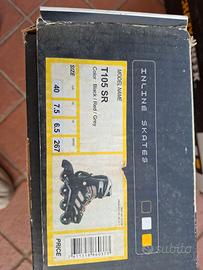 MODEL NAME
T105 SR
Color : Black / Red / Grey
SIZE
40
7.5
6.5
267
PRICE
INLINE SKATES
subito